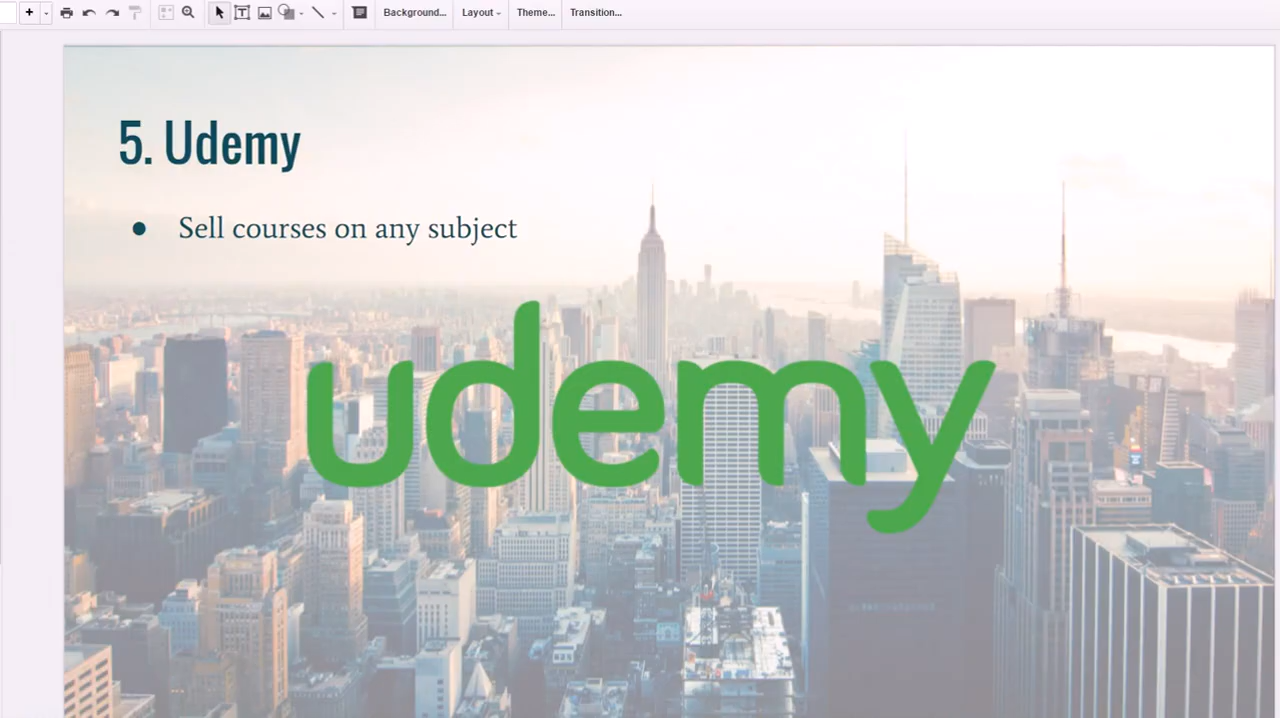 Background... Layout Theme... Transition...
5. Udemy
● Sell courses on any subject
udemy